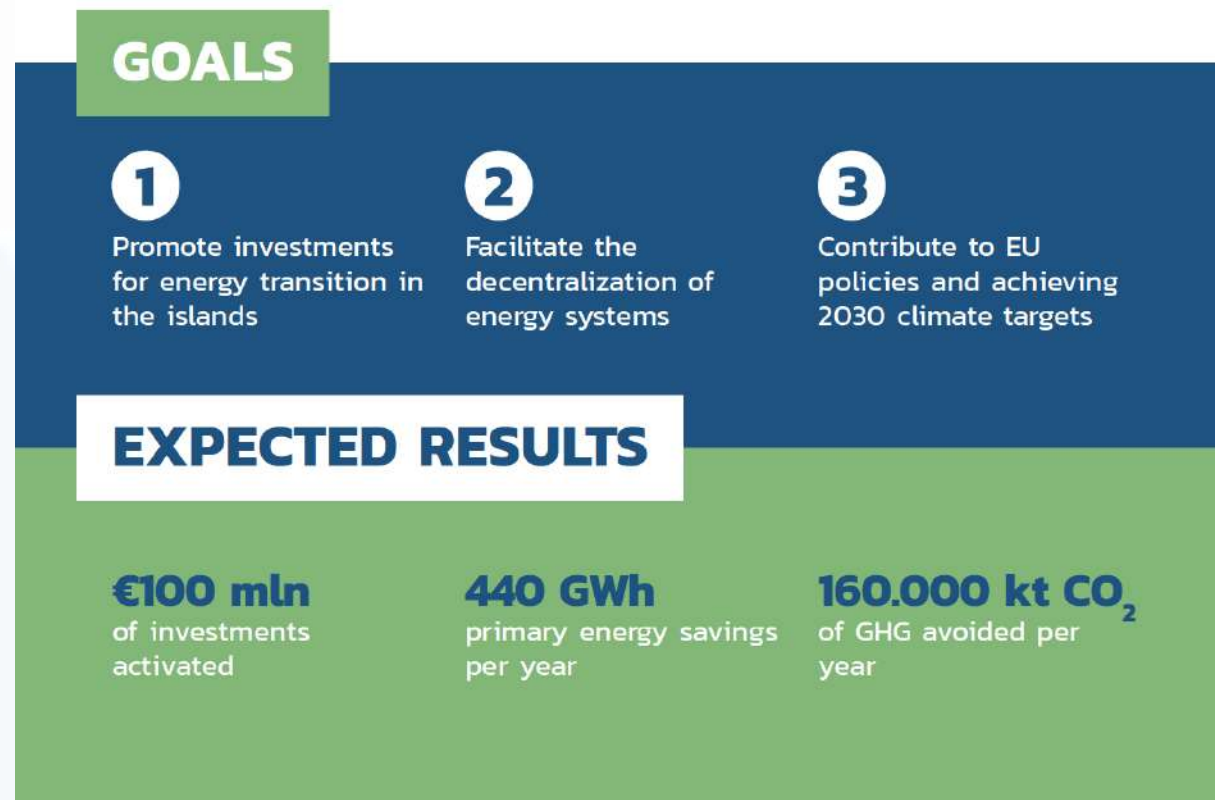 GOALS
1
Promote investments
for energy transition in
the islands
2
Facilitate the
decentralization of
energy systems
3
Contribute to EU
policies and achieving
2030 climate targets
EXPECTED RESULTS
€100 mln
of investments
activated
440 GWh
primary energy savings
per year
160.000 kt CO₂
of GHG avoided per
year